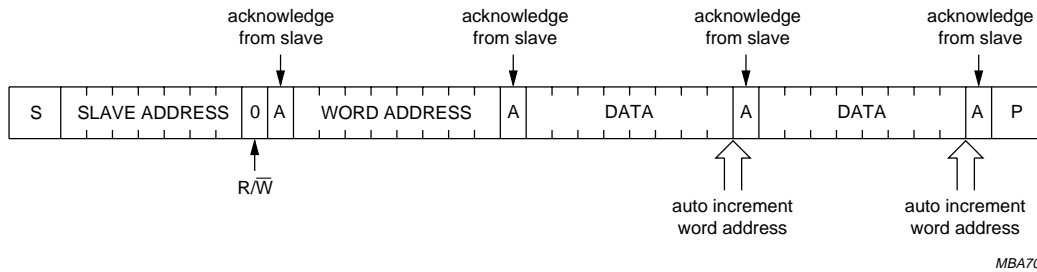 acknowledge
from slave
acknowledge
from slave
acknowledge
from slave
acknowledge
from slave
S SLAVE ADDRESS 0 A WORD ADDRESS A DATA A DATA A P
R/W̅
auto increment
word address
auto increment
word address
MBA70